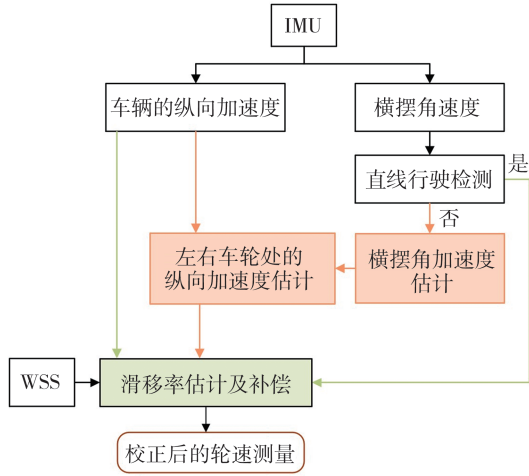 IMU
车辆的纵向加速度
横摆角速度
直线行驶检测
是
否
左右车轮处的
纵向加速度估计
横摆角加速度
估计
WSS
滑移率估计及补偿
校正后的轮速测量